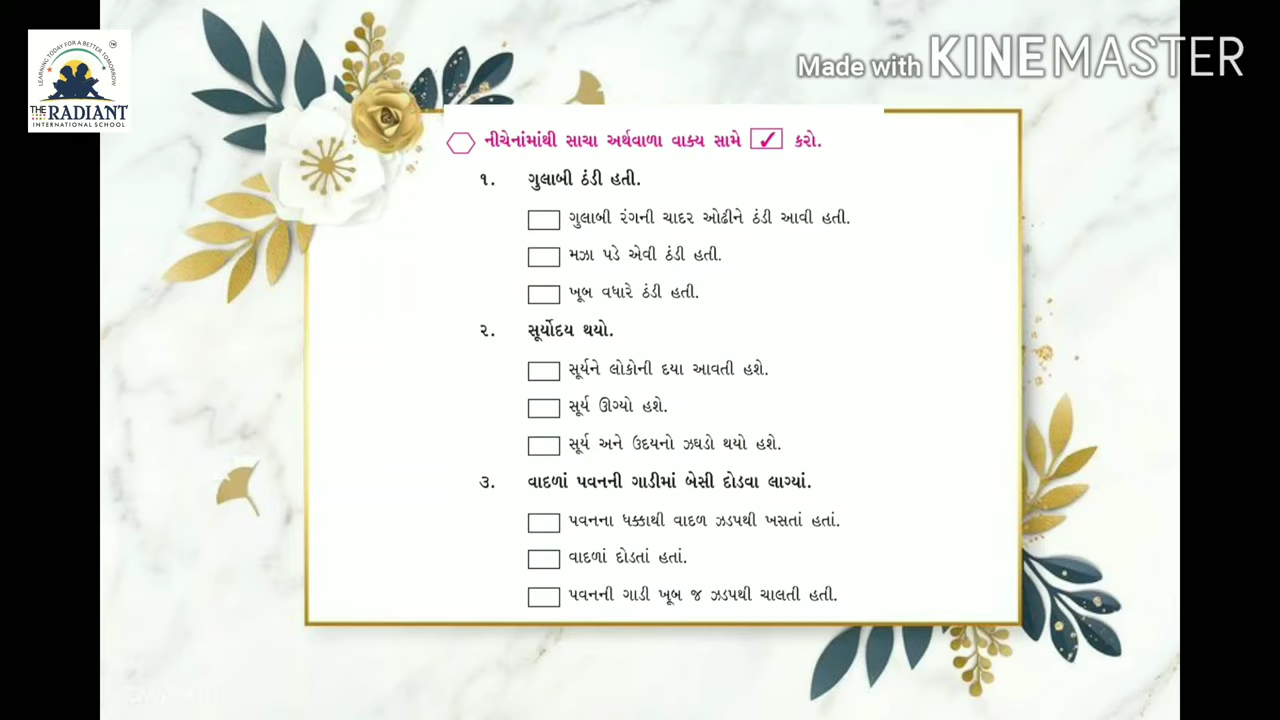 LEARNING TODAY FOR A BETTER TOMORROW
THE RADIANT
INTERNATIONAL SCHOOL
Made with KINEMASTER
નીચેનાંમાંથી સાચા અર્થવાળા વાક્ય સામે ✓ કરો.
૧. ગુલાબી ઠંડી હતી.
ગુલાબી રંગની ચાદર ઓઢીને ઠંડી આવી હતી.
મઝા પડે એવી ઠંડી હતી.
ખૂબ વધારે ઠંડી હતી.
૨. સૂર્યોદય થયો.
સૂર્યને લોકોની દયા આવતી હશે.
સૂર્ય ઊગ્યો હશે.
સૂર્ય અને ઉદયનો ઝઘડો થયો હશે.
૩. વાદળાં પવનની ગાડીમાં બેસી દોડવા લાગ્યાં.
પવનના ધક્કાથી વાદળ ઝડપથી ખસતાં હતાં.
વાદળાં દોડતાં હતાં.
પવનની ગાડી ખૂબ જ ઝડપથી ચાલતી હતી.